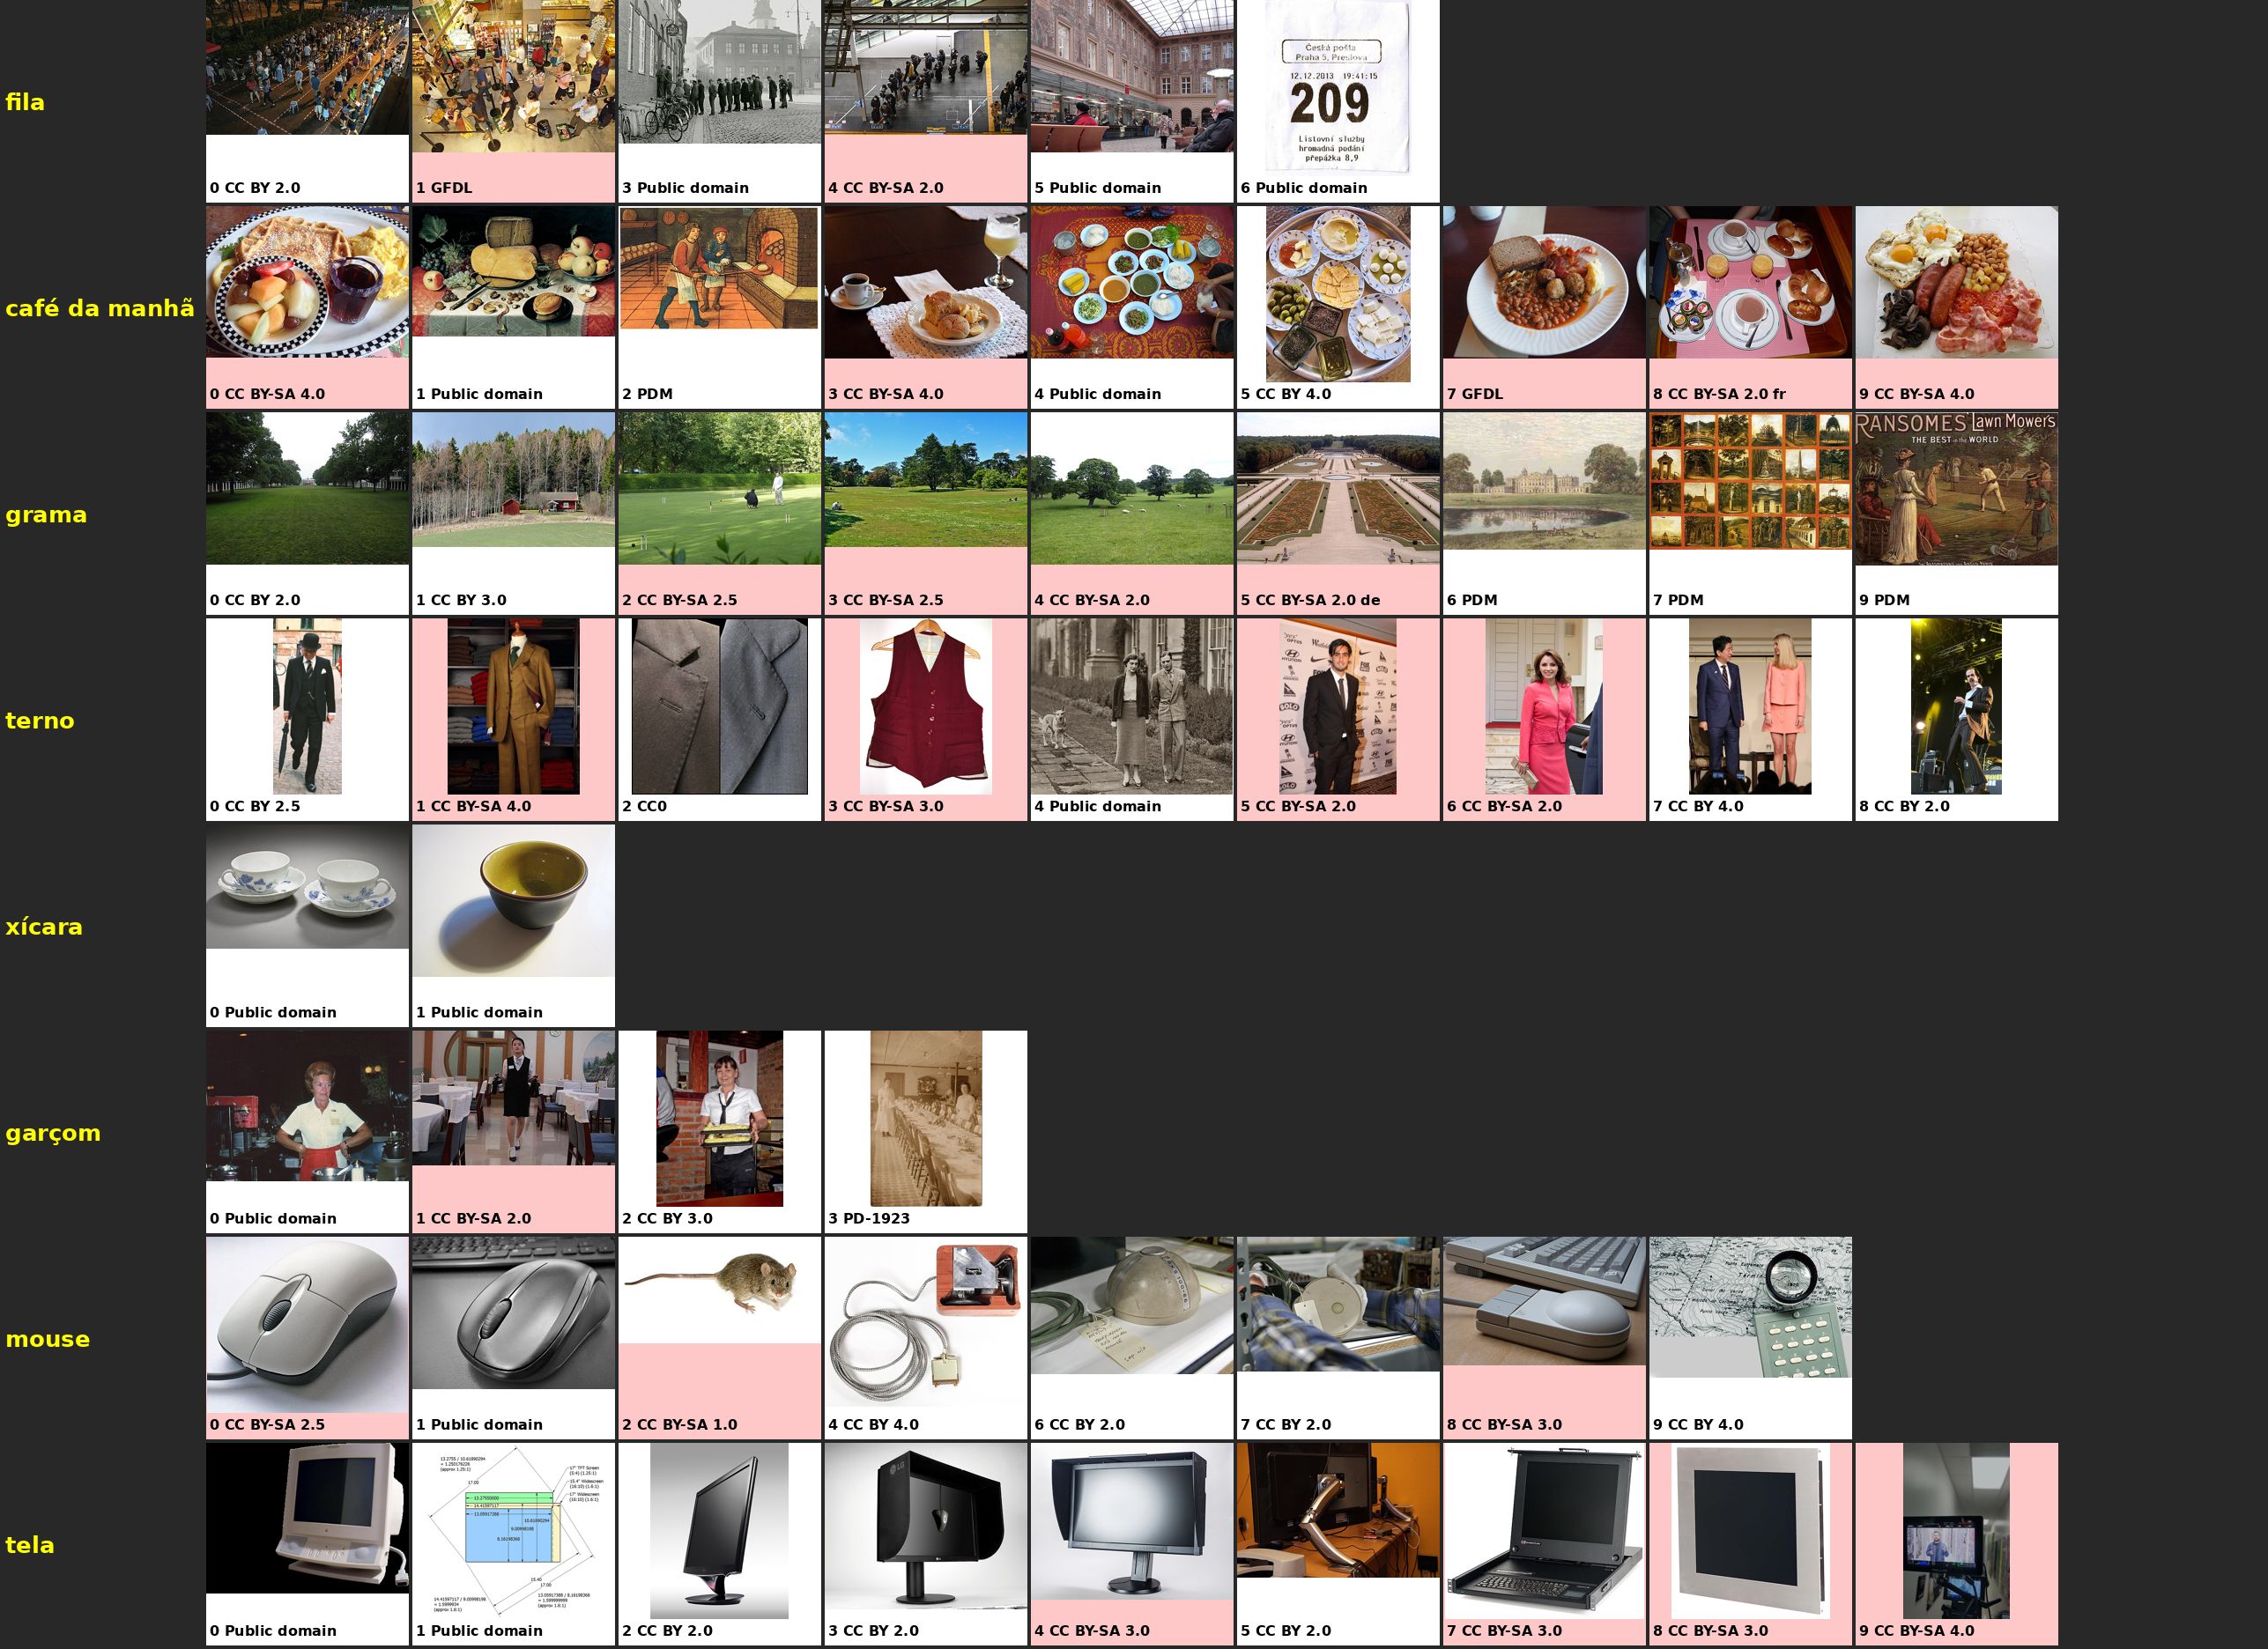 fila
0 CC BY 2.0
1 GFDL
3 Public domain
4 CC BY-SA 2.0
5 Public domain
Česká pošta
Praha 5, Preslova
12.12.2013 19:41:15
209
Listovní služby
hromadná podání
přepážka 8,9
6 Public domain
café da manhã
0 CC BY-SA 4.0
1 Public domain
2 PDM
3 CC BY-SA 4.0
4 Public domain
5 CC BY 4.0
7 GFDL
8 CC BY-SA 2.0 fr
9 CC BY-SA 4.0
grama
RANSOMES' Lawn Mowers
THE BEST in the WORLD
0 CC BY 2.0
1 CC BY 3.0
2 CC BY-SA 2.5
3 CC BY-SA 2.5
4 CC BY-SA 2.0
5 CC BY-SA 2.0 de
6 PDM
7 PDM
9 PDM
terno
0 CC BY 2.5
1 CC BY-SA 4.0
2 CC0
3 CC BY-SA 3.0
4 Public domain
5 CC BY-SA 2.0
6 CC BY-SA 2.0
7 CC BY 4.0
8 CC BY 2.0
xícara
0 Public domain
1 Public domain
garçom
0 Public domain
1 CC BY-SA 2.0
2 CC BY 3.0
3 PD-1923
mouse
0 CC BY-SA 2.5
1 Public domain
2 CC BY-SA 1.0
4 CC BY 4.0
6 CC BY 2.0
7 CC BY 2.0
8 CC BY-SA 3.0
9 CC BY 4.0
tela
0 Public domain
1 Public domain
2 CC BY 2.0
3 CC BY 2.0
4 CC BY-SA 3.0
5 CC BY 2.0
7 CC BY-SA 3.0
8 CC BY-SA 3.0
9 CC BY-SA 4.0